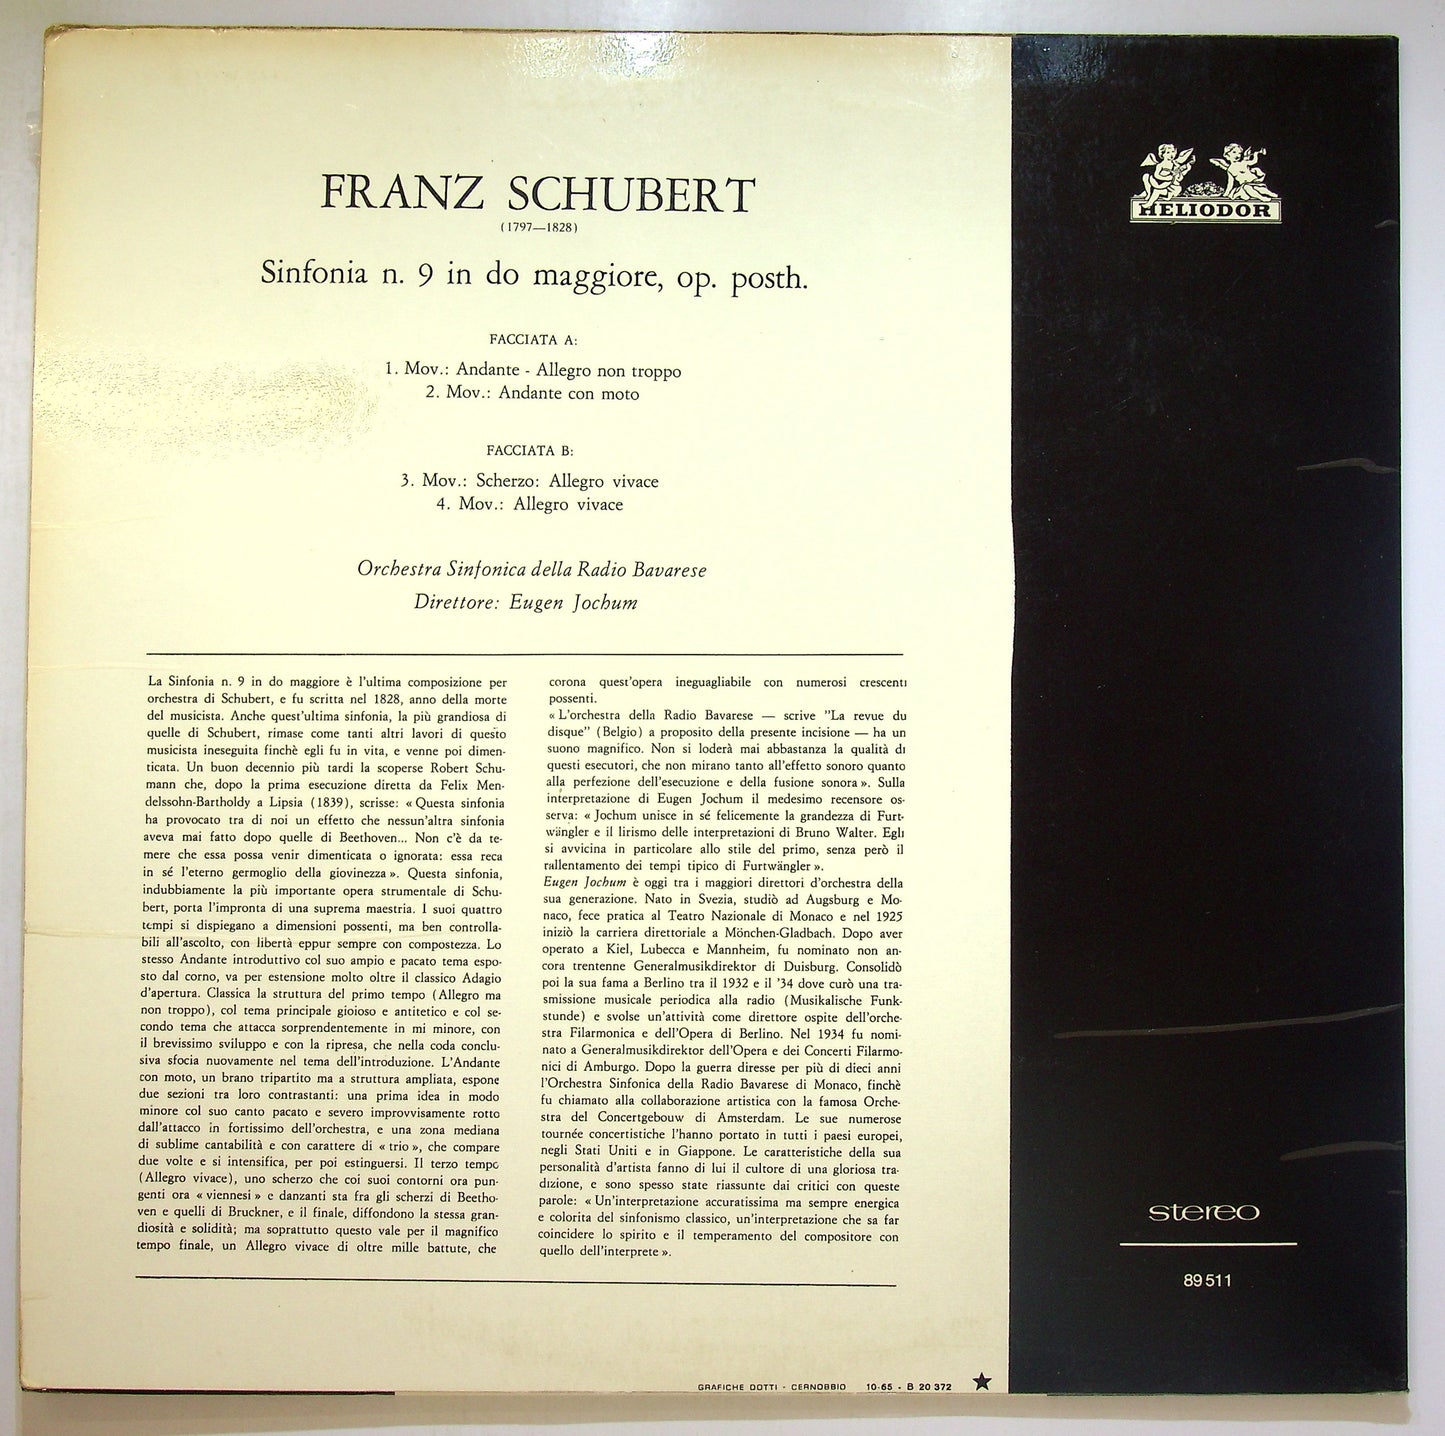 FRANZ SCHUBERT
(1797—1828)
Sinfonia n. 9 in do maggiore, op. posth.
FACCIATA A:
1. Mov.: Andante - Allegro non troppo
2. Mov.: Andante con moto
FACCIATA B:
3. Mov.: Scherzo: Allegro vivace
4. Mov.: Allegro vivace
Orchestra Sinfonica della Radio Bavarese
Direttore: Eugen Jochum
La Sinfonia n. 9 in do maggiore è l'ultima composizione per
orchestra di Schubert, e fu scritta nel 1828, anno della morte
del musicista. Anche quest'ultima sinfonia, la più grandiosa di
quelle di Schubert, rimase come tanti altri lavori di questo
musicista ineseguita finchè egli fu in vita, e venne poi dimen-
ticata. Un buon decennio più tardi la scoperse Robert Schu-
mann che, dopo la prima esecuzione diretta da Felix Men-
delssohn-Bartholdy a Lipsia (1839), scrisse: « Questa sinfonia
ha provocato tra di noi un effetto che nessun'altra sinfonia
aveva mai fatto dopo quelle di Beethoven... Non c'è da te-
mere che essa possa venir dimenticata o ignorata: essa reca
in sé l'eterno germoglio della giovinezza ». Questa sinfonia,
indubbiamente la più importante opera strumentale di Schu-
bert, porta l'impronta di una suprema maestria. I suoi quattro
tempi si dispiegano a dimensioni possenti, ma ben controlla-
bili all'ascolto, con libertà eppur sempre con compostezza. Lo
stesso Andante introduttivo col suo ampio e pacato tema espo-
sto dal corno, va per estensione molto oltre il classico Adagio
d'apertura. Classica la struttura del primo tempo (Allegro ma
non troppo), col tema principale gioioso e antitetico e col se-
condo tema che attacca sorprendentemente in mi minore, con
il brevissimo sviluppo e con la ripresa, che nella coda conclu-
siva sfocia nuovamente nel tema dell'introduzione. L'Andante
con moto, un brano tripartito ma a struttura ampliata, espone
due sezioni tra loro contrastanti: una prima idea in modo
minore col suo canto pacato e severo improvvisamente rotto
dall'attacco in fortissimo dell'orchestra, e una zona mediana
di sublime cantabilità e con carattere di « trio », che compare
due volte e si intensifica, per poi estinguersi. Il terzo tempo
(Allegro vivace), uno scherzo che coi suoi contorni ora pun-
genti ora « viennesi » e danzanti sta fra gli scherzi di Beetho-
ven e quelli di Bruckner, e il finale, diffondono la stessa gran-
diosità e solidità; ma soprattutto questo vale per il magnifico
tempo finale, un Allegro vivace di oltre mille battute, che
corona quest'opera ineguagliabile con numerosi crescenti
possenti.
« L'orchestra della Radio Bavarese — scrive "La revue du
disque" (Belgio) a proposito della presente incisione — ha un
suono magnifico. Non si loderà mai abbastanza la qualità di
questi esecutori, che non mirano tanto all'effetto sonoro quanto
alla perfezione dell'esecuzione e della fusione sonora ». Sulla
interpretazione di Eugen Jochum il medesimo recensore os-
serva: « Jochum unisce in sé felicemente la grandezza di Furt-
wängler e il lirismo delle interpretazioni di Bruno Walter. Egli
si avvicina in particolare allo stile del primo, senza però il
rallentamento dei tempi tipico di Furtwängler ».
Eugen Jochum è oggi tra i maggiori direttori d'orchestra della
sua generazione. Nato in Svezia, studiò ad Augsburg e Mo-
naco, fece pratica al Teatro Nazionale di Monaco e nel 1925
iniziò la carriera direttoriale a Mönchen-Gladbach. Dopo aver
operato a Kiel, Lubecca e Mannheim, fu nominato non an-
cora trentenne Generalmusikdirektor di Duisburg. Consolidò
poi la sua fama a Berlino tra il 1932 e il '34 dove curò una tra-
smissione musicale periodica alla radio (Musikalische Funk-
stunde) e svolse un'attività come direttore ospite dell'orche-
stra Filarmonica e dell'Opera di Berlino. Nel 1934 fu nomi-
nato a Generalmusikdirektor dell'Opera e dei Concerti Filarmo-
nici di Amburgo. Dopo la guerra diresse per più di dieci anni
l'Orchestra Sinfonica della Radio Bavarese di Monaco, finchè
fu chiamato alla collaborazione artistica con la famosa Orche-
stra del Concertgebouw di Amsterdam. Le sue numerose
tournée concertistiche l'hanno portato in tutti i paesi europei,
negli Stati Uniti e in Giappone. Le caratteristiche della sua
personalità d'artista fanno di lui il cultore di una gloriosa tra-
dizione, e sono spesso state riassunte dai critici con queste
parole: « Un'interpretazione accuratissima ma sempre energica
e colorita del sinfonismo classico, un'interpretazione che sa far
coincidere lo spirito e il temperamento del compositore con
quello dell'interprete ».
GRAFICHE DOTTI - CERNOBBIO 10-65 - B 20 372
HELIODOR
stereo
89 511